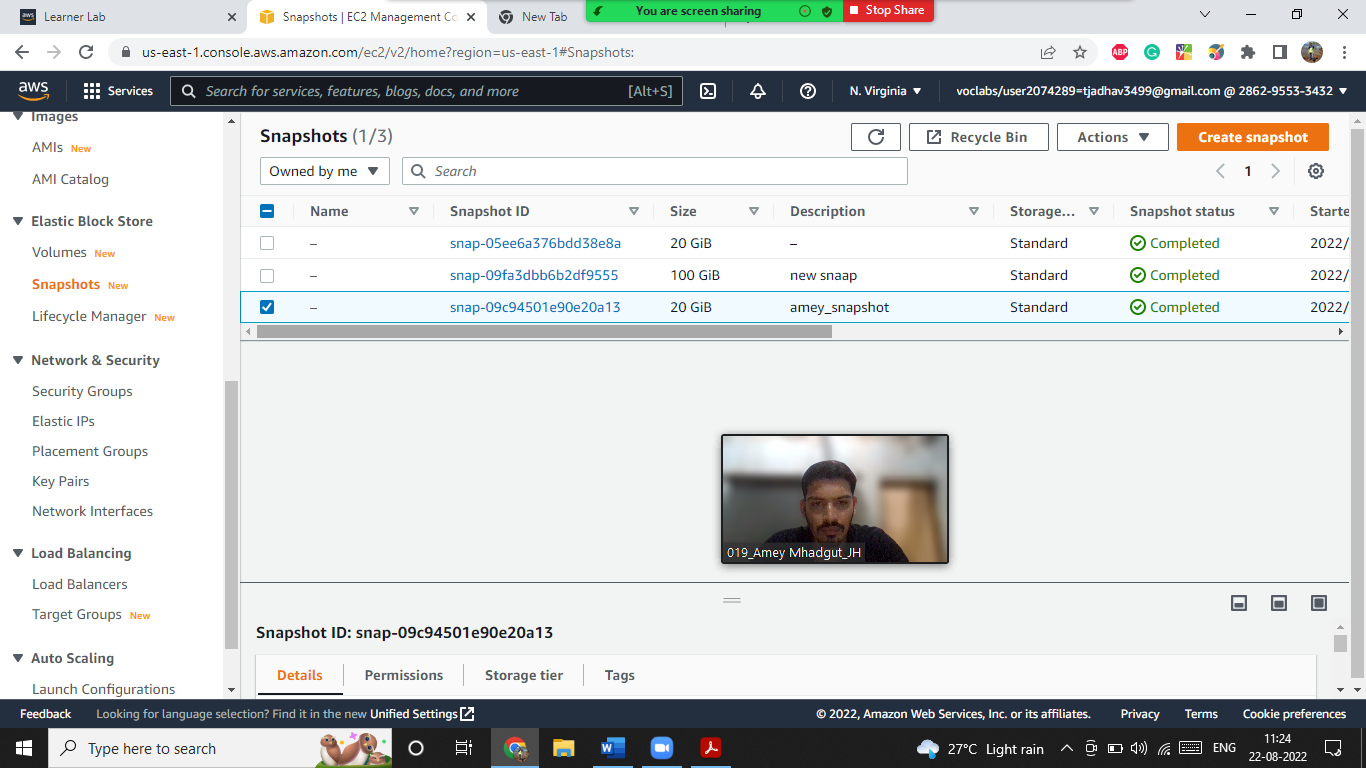 Learner Lab
Snapshots | EC2 Management Co
New Tab
You are screen sharing
Stop Share
us-east-1.console.aws.amazon.com/ec2/v2/home?region=us-east-1#Snapshots:
ABP
aws
Services
Search for services, features, blogs, docs, and more
[Alt+S]
N. Virginia
voclabs/user2074289=tjadhav3499@gmail.com @ 2862-9553-3432
Images
AMIs New
AMI Catalog
Elastic Block Store
Volumes New
Snapshots New
Lifecycle Manager New
Network & Security
Security Groups
Elastic IPs
Placement Groups
Key Pairs
Network Interfaces
Load Balancing
Load Balancers
Target Groups New
Auto Scaling
Launch Configurations
Snapshots (1/3)
Recycle Bin
Actions
Create snapshot
Owned by me
Search
1
Name Snapshot ID Size Description Storage... Snapshot status Starte
– snap-05ee6a376bdd38e8a 20 GiB – Standard Completed 2022/
– snap-09fa3dbb6b2df9555 100 GiB new snaap Standard Completed 2022/
– snap-09c94501e90e20a13 20 GiB amey_snapshot Standard Completed 2022/
019_Amey Mhadgut_JH
Snapshot ID: snap-09c94501e90e20a13
Details Permissions Storage tier Tags
Feedback Looking for language selection? Find it in the new Unified Settings
© 2022, Amazon Web Services, Inc. or its affiliates. Privacy Terms Cookie preferences
Type here to search
27°C Light rain
ENG
11:24
22-08-2022